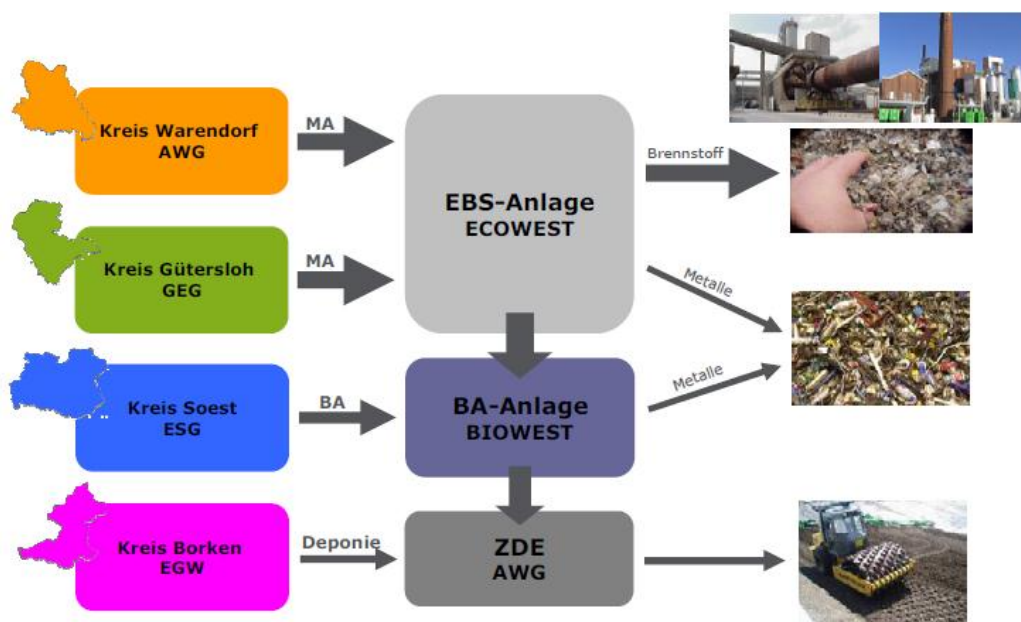 Kreis Warendorf
AWG
MA
EBS-Anlage
ECOWEST
Brennstoff
Kreis Gütersloh
GEG
MA
Metalle
Kreis Soest
ESG
BA
BA-Anlage
BIOWEST
Metalle
Kreis Borken
EGW
Deponie
ZDE
AWG